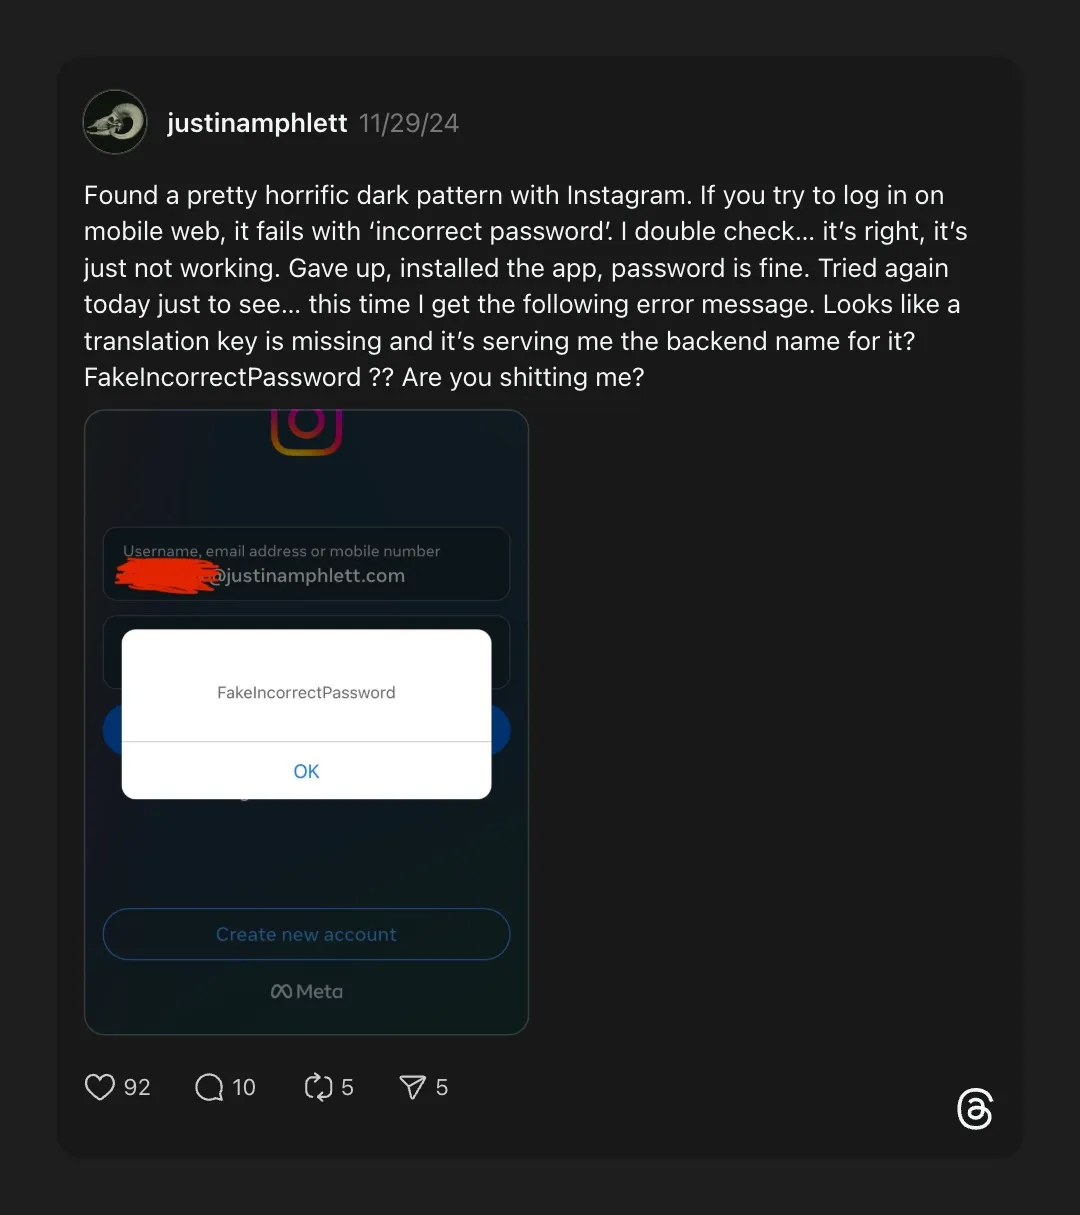 justinamphlett 11/29/24
Found a pretty horrific dark pattern with Instagram. If you try to log in on
mobile web, it fails with ‘incorrect password’. I double check... it’s right, it’s
just not working. Gave up, installed the app, password is fine. Tried again
today just to see... this time I get the following error message. Looks like a
translation key is missing and it’s serving me the backend name for it?
FakeIncorrectPassword ?? Are you shitting me?
Username, email address or mobile number
@justinamphlett.com
FakeIncorrectPassword
OK
Create new account
Meta
92 10 5 5